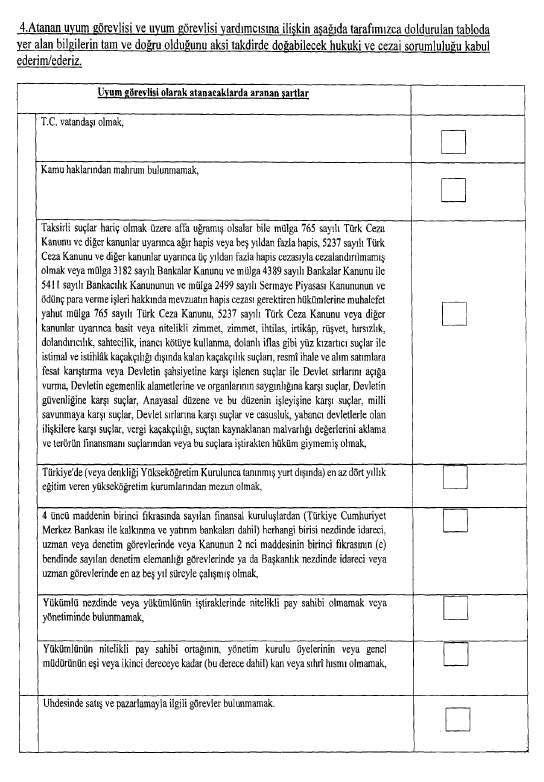 4.Atanan uyum görevlisi ve uyum görevlisi yardımcısına ilişkin aşağıda tarafımızca doldurulan tabloda
yer alan bilgilerin tam ve doğru olduğunu aksi takdirde doğabilecek hukuki ve cezai sorumluluğu kabul
ederim/ederiz.
Uyum görevlisi olarak atanacaklarda aranan şartlar
T.C. vatandaşı olmak,
Kamu haklarından mahrum bulunmamak,
Taksirli suçlar hariç olmak üzere affa uğramış olsalar bile mülga 765 sayılı Türk Ceza
Kanunu ve diğer kanunlar uyarınca ağır hapis veya beş yıldan fazla hapis, 5237 sayılı Türk
Ceza Kanunu ve diğer kanunlar uyarınca üç yıldan fazla hapis cezasıyla cezalandırılmamış
olmak veya mülga 3182 sayılı Bankalar Kanunu ve mülga 4389 sayılı Bankalar Kanunu ile
5411 sayılı Bankacılık Kanununun ve mülga 2499 sayılı Sermaye Piyasası Kanununun ve
ödünç para verme işleri hakkında mevzuatın hapis cezası gerektiren hükümlerine muhalefet
yahut mülga 765 sayılı Türk Ceza Kanunu, 5237 sayılı Türk Ceza Kanunu veya diğer
kanunlar uyarınca basit veya nitelikli zimmet, zimmet, ihtilas, irtikâp, rüşvet, hırsızlık,
dolandırıcılık, sahtecilik, inancı kötüye kullanma, dolanlı iflas gibi yüz kızartıcı suçlar ile
istimal ve istihlâk kaçakçılığı dışında kalan kaçakçılık suçları, resmî ihale ve alım satımlara
fesat karıştırma veya Devletin şahsiyetine karşı işlenen suçlar ile Devlet sırlarını açığa
vurma, Devletin egemenlik alametlerine ve organlarının saygınlığına karşı suçlar, Devletin
güvenliğine karşı suçlar, Anayasal düzene ve bu düzenin işleyişine karşı suçlar, milli
savunmaya karşı suçlar, Devlet sırlarına karşı suçlar ve casusluk, yabancı devletlerle olan
ilişkilere karşı suçlar, vergi kaçakçılığı, suçtan kaynaklanan malvarlığı değerlerini aklama
ve terörün finansmanı suçlarından veya bu suçlara iştirakten hüküm giymemiş olmak,
Türkiye'de (veya denkliği Yükseköğretim Kurulunca tanınmış yurt dışında) en az dört yıllık
eğitim veren yükseköğretim kurumlarından mezun olmak,
4 üncü maddenin birinci fıkrasında sayılan finansal kuruluşlardan (Türkiye Cumhuriyet
Merkez Bankası ile kalkınma ve yatırım bankaları dahil) herhangi birisi nezdinde idareci,
uzman veya denetim görevlerinde veya Kanunun 2 nci maddesinin birinci fıkrasının (e)
bendinde sayılan denetim elemanlığı görevlerinde ya da Başkanlık nezdinde idareci veya
uzman görevlerinde en az beş yıl süreyle çalışmış olmak,
Yükümlü nezdinde veya yükümlünün iştiraklerinde nitelikli pay sahibi olmamak veya
yönetiminde bulunmamak,
Yükümlünün nitelikli pay sahibi ortağının, yönetim kurulu üyelerinin veya genel
müdürünün eşi veya ikinci dereceye kadar (bu derece dahil) kan veya sıhrî hısmı olmamak,
Uhdesinde satış ve pazarlamayla ilgili görevler bulunmamak.